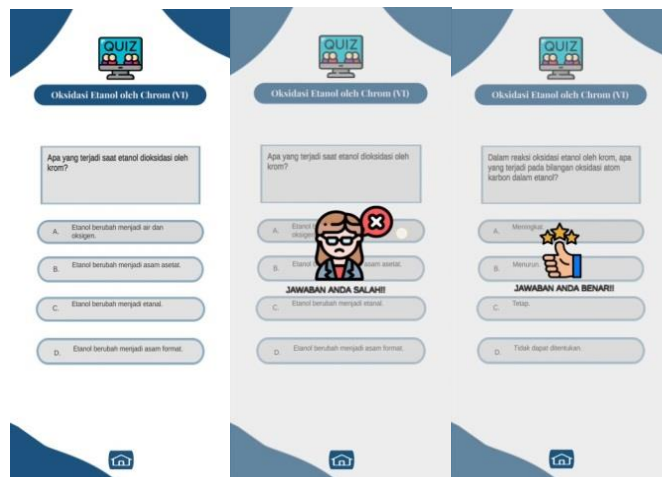 QUIZ
Oksidasi Etanol oleh Chrom (VI)
Apa yang terjadi saat etanol dioksidasi oleh
krom?
A. Etanol berubah menjadi air dan
oksigen.
B. Etanol berubah menjadi asam asetat.
C. Etanol berubah menjadi etanal.
D. Etanol berubah menjadi asam format.
QUIZ
Oksidasi Etanol oleh Chrom (VI)
Apa yang terjadi saat etanol dioksidasi oleh
krom?
A. Etanol
oksigen
B. Etanol asam asetat.
JAWABAN ANDA SALAH!!
C. Etanol berubah menjadi etanal.
D. Etanol berubah menjadi asam format.
QUIZ
Oksidasi Etanol oleh Chrom (VI)
Dalam reaksi oksidasi etanol oleh krom, apa
yang terjadi pada bilangan oksidasi atom
karbon dalam etanol?
A. Meningkat.
B. Menurun.
JAWABAN ANDA BENAR!!
C. Tetap.
D. Tidak dapat ditentukan.